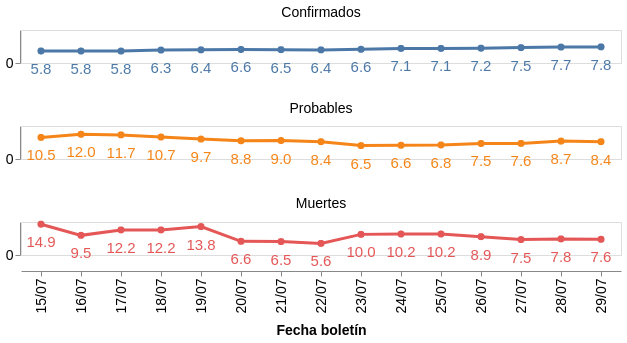 Confirmados
0
5.8 5.8 5.8 6.3 6.4 6.6 6.5 6.4 6.6 7.1 7.1 7.2 7.5 7.7 7.8
Probables
0
10.5 12.0 11.7 10.7 9.7 8.8 9.0 8.4 6.5 6.6 6.8 7.5 7.6 8.7 8.4
Muertes
0
14.9 9.5 12.2 12.2 13.8 6.6 6.5 5.6 10.0 10.2 10.2 8.9 7.5 7.8 7.6
15/07 16/07 17/07 18/07 19/07 20/07 21/07 22/07 23/07 24/07 25/07 26/07 27/07 28/07 29/07
Fecha boletín